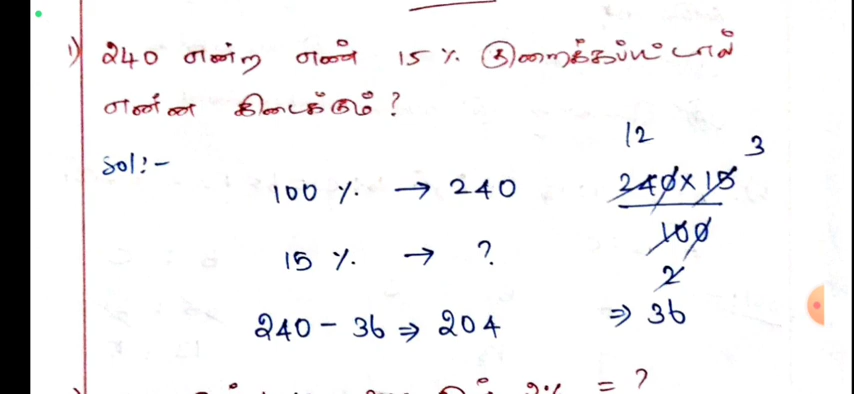 1) 240 என்ற எண் 15 % குறைக்கப்பட்டால்
என்ன கிடைக்கும் ?
Sol:-
12
3
100 % → 240
240 × 15
100
15 % → ?
2
240 - 36 ⇒ 204
⇒ 36
= ?